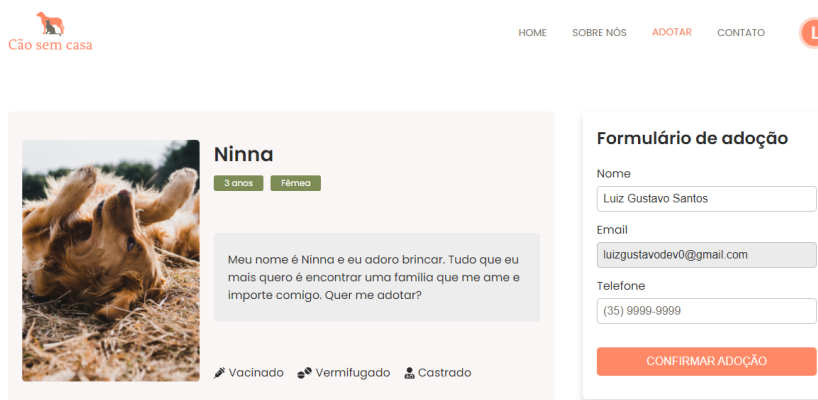 Cão sem casa
HOME
SOBRE NÓS
ADOTAR
CONTATO
L
Ninna
3 anos
Fêmea
Meu nome é Ninna e eu adoro brincar. Tudo que eu
mais quero é encontrar uma família que me ame e
importe comigo. Quer me adotar?
Vacinado
Vermifugado
Castrado
Formulário de adoção
Nome
Luiz Gustavo Santos
Email
luizgustavodev0@gmail.com
Telefone
(35) 9999-9999
CONFIRMAR ADOÇÃO